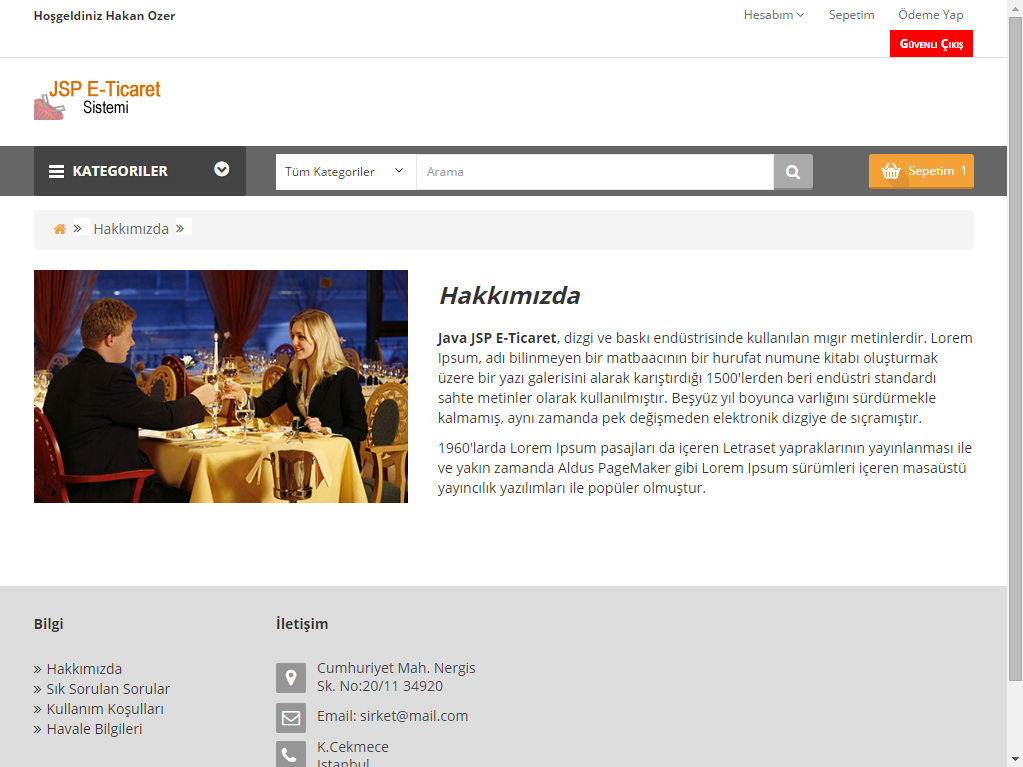 Hoşgeldiniz Hakan Ozer
Hesabım Sepetim Ödeme Yap
Güvenli Çıkış
JSP E-Ticaret
Sistemi
KATEGORILER Tüm Kategoriler Arama Sepetim 1
» Hakkımızda »
Hakkımızda
Java JSP E-Ticaret, dizgi ve baskı endüstrisinde kullanılan mıgır metinlerdir. Lorem
Ipsum, adı bilinmeyen bir matbaacının bir hurufat numune kitabı oluşturmak
üzere bir yazı galerisini alarak karıştırdığı 1500'lerden beri endüstri standardı
sahte metinler olarak kullanılmıştır. Beşyüz yıl boyunca varlığını sürdürmekle
kalmamış, aynı zamanda pek değişmeden elektronik dizgiye de sıçramıştır.
1960'larda Lorem Ipsum pasajları da içeren Letraset yapraklarının yayınlanması ile
ve yakın zamanda Aldus PageMaker gibi Lorem Ipsum sürümleri içeren masaüstü
yayıncılık yazılımları ile popüler olmuştur.
Bilgi
» Hakkımızda
» Sık Sorulan Sorular
» Kullanım Koşulları
» Havale Bilgileri
İletişim
Cumhuriyet Mah. Nergis
Sk. No:20/11 34920
Email: sirket@mail.com
K.Cekmece
Istanbul